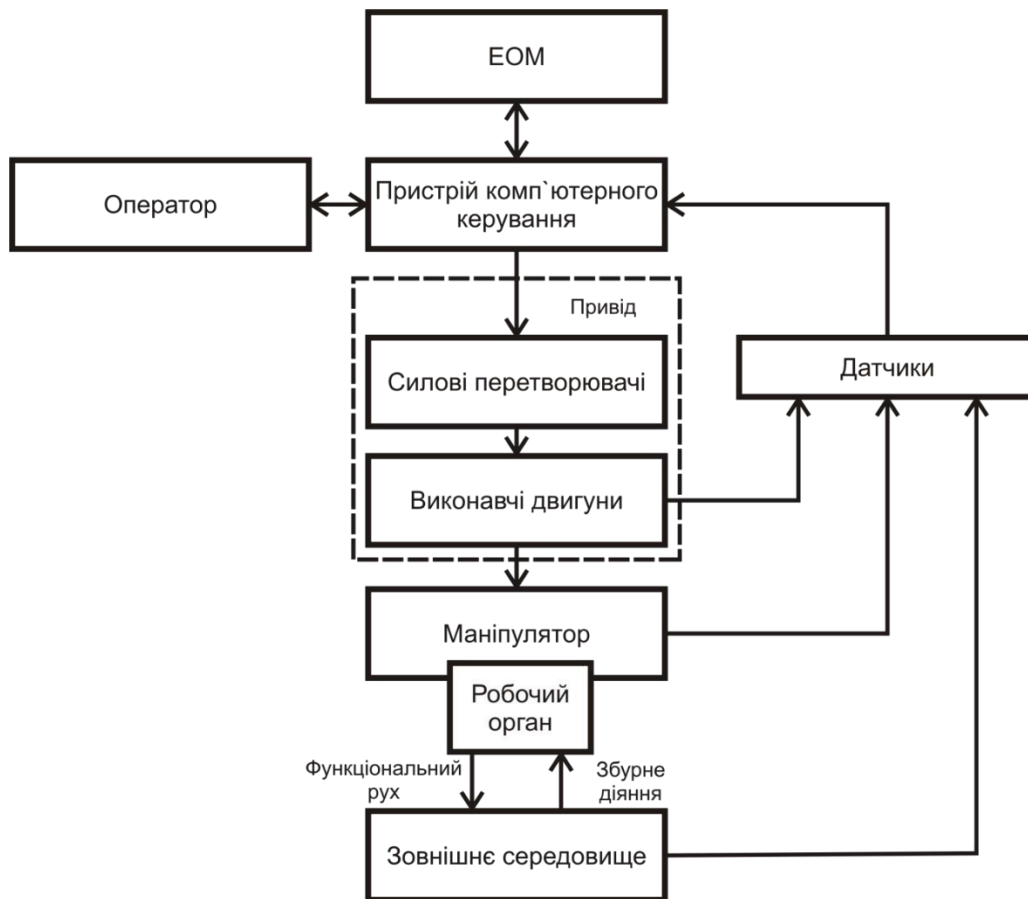 ЕОМ
Оператор
Пристрій комп`ютерного
керування
Привід
Силові перетворювачі
Датчики
Виконавчі двигуни
Маніпулятор
Робочий
орган
Функціональний
рух
Збурне
діяння
Зовнішнє середовище